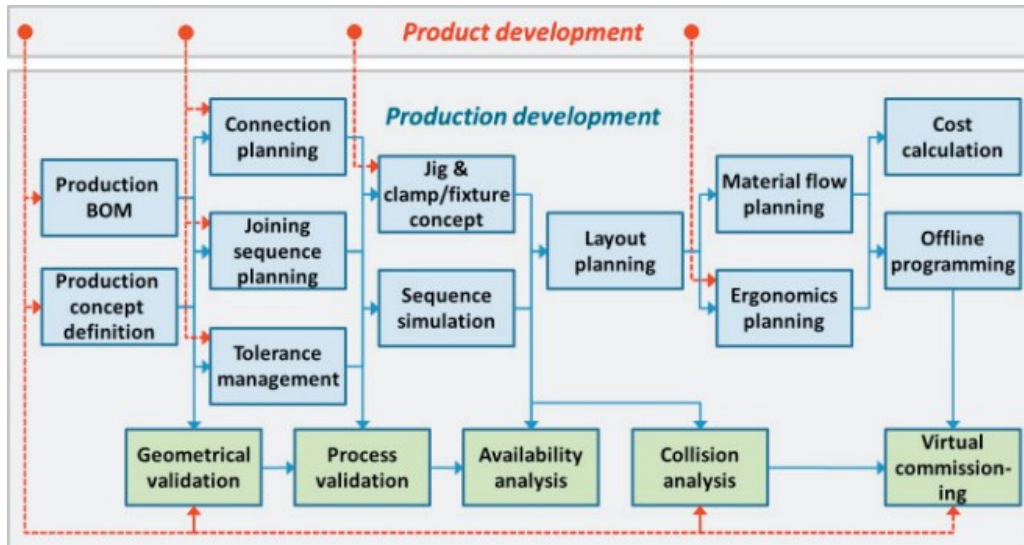 Product development
Production development
Connection
planning
Cost
calculation
Production
BOM
Jig &
clamp/fixture
concept
Material flow
planning
Joining
sequence
planning
Layout
planning
Offline
programming
Production
concept
definition
Sequence
simulation
Ergonomics
planning
Tolerance
management
Geometrical
validation
Process
validation
Availability
analysis
Collision
analysis
Virtual
commission-
ing